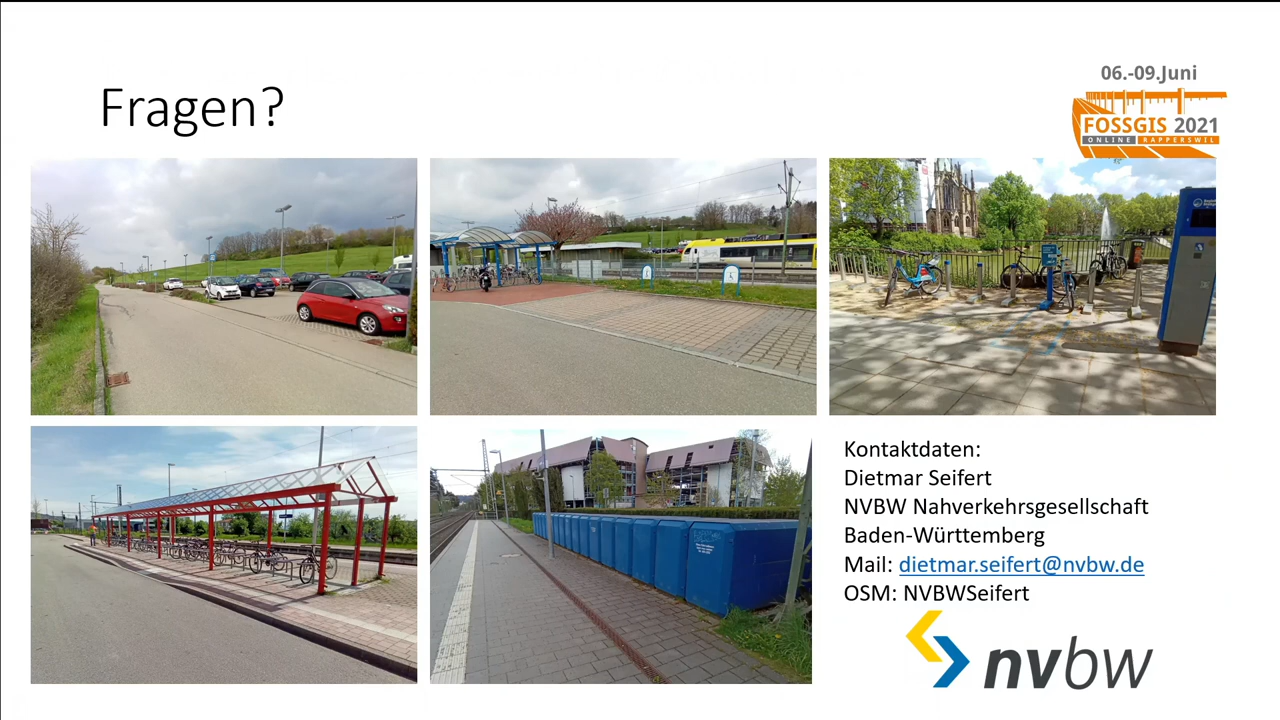 Fragen?
06.-09.Juni
FOSSGIS 2021
ONLINE RAPPERSWIL
Kontaktdaten:
Dietmar Seifert
NVBW Nahverkehrsgesellschaft
Baden-Württemberg
Mail: dietmar.seifert@nvbw.de
OSM: NVBWSeifert
nvbw